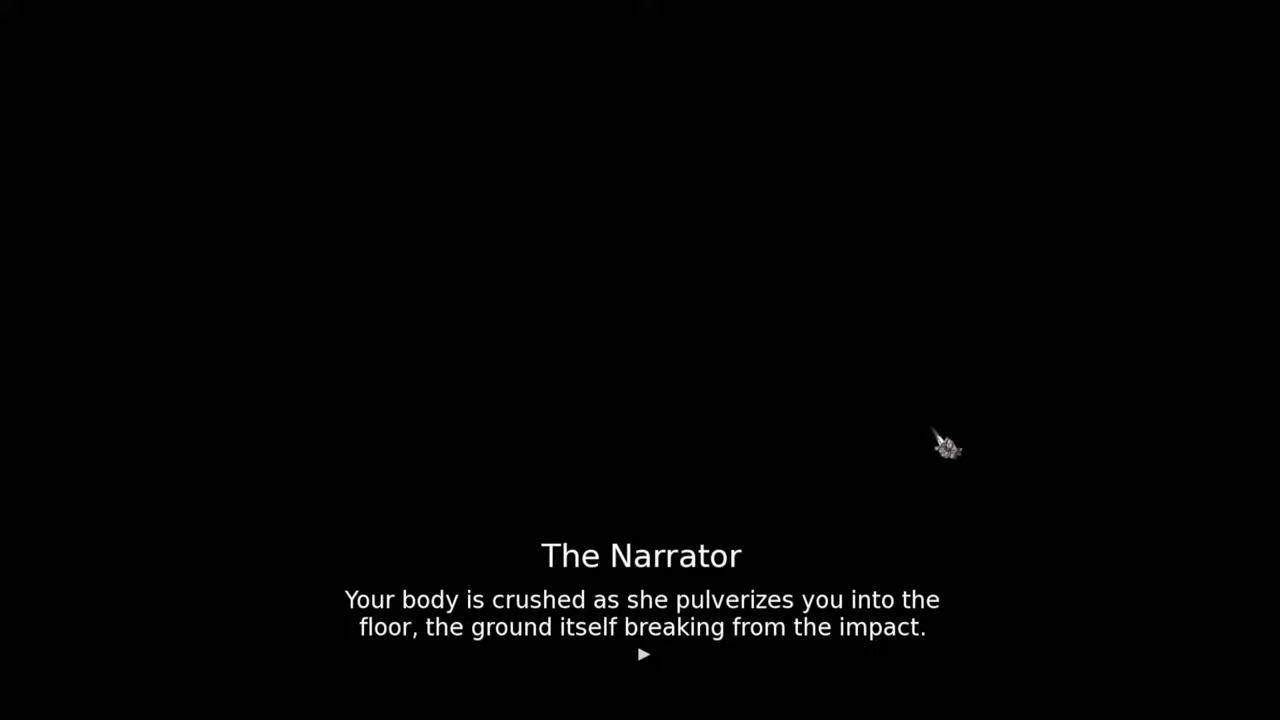 The Narrator
Your body is crushed as she pulverizes you into the
floor, the ground itself breaking from the impact.